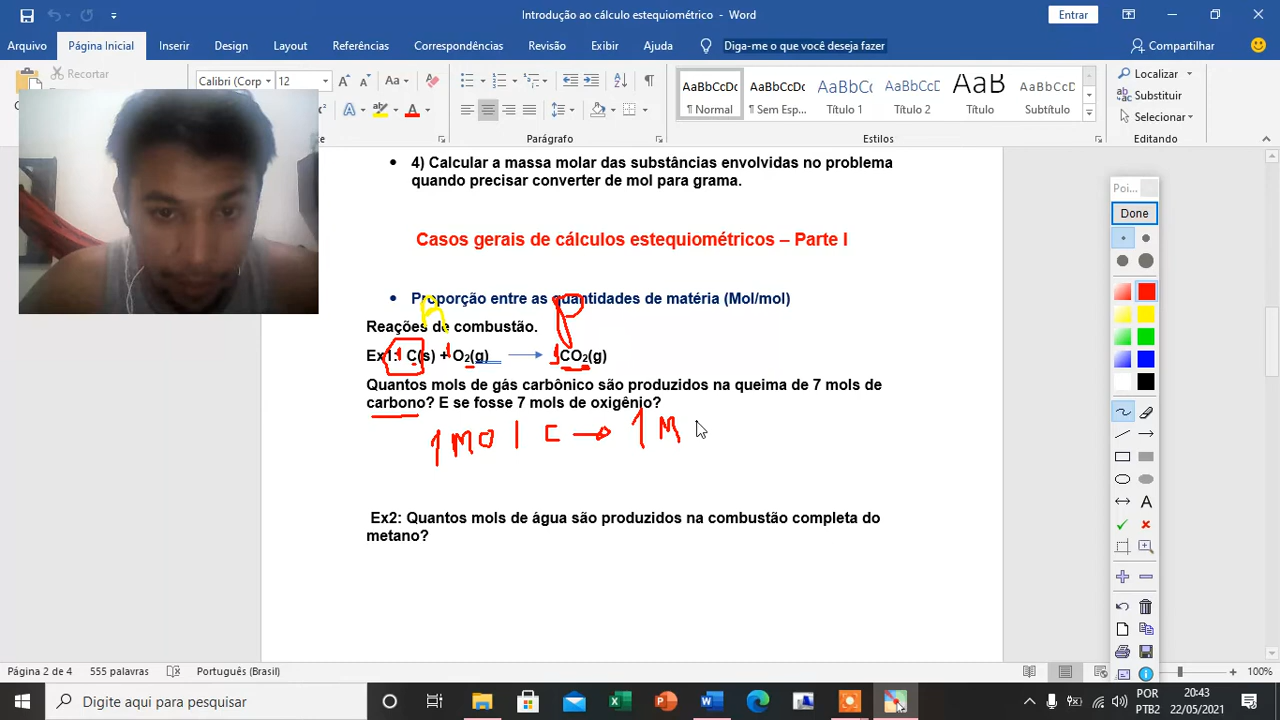 Introdução ao cálculo estequiométrico - Word
Entrar
Arquivo Página Inicial Inserir Design Layout Referências Correspondências Revisão Exibir Ajuda Diga-me o que você deseja fazer Compartilhar
Recortar
Calibri (Corp 12
AaBbCcDc AaBbCcDc AaBbCc AaBbCcD AaB AaBbCcD
¶ Normal ¶ Sem Esp... Título 1 Título 2 Título Subtítulo
Localizar
Substituir
Selecionar
Parágrafo Estilos Editando
• 4) Calcular a massa molar das substâncias envolvidas no problema
quando precisar converter de mol para grama.
Casos gerais de cálculos estequiométricos – Parte I
• Proporção entre as quantidades de matéria (Mol/mol)
R P
Reações de combustão.
Ex1: 1 C(s) + 1 O2(g) → 1 CO2(g)
Quantos mols de gás carbônico são produzidos na queima de 7 mols de
carbono? E se fosse 7 mols de oxigênio?
1 MOl C → 1 M
Ex2: Quantos mols de água são produzidos na combustão completa do
metano?
Poi...
Done
Página 2 de 4 555 palavras Português (Brasil) 100%
Digite aqui para pesquisar
POR
PTB2
20:43
22/05/2021